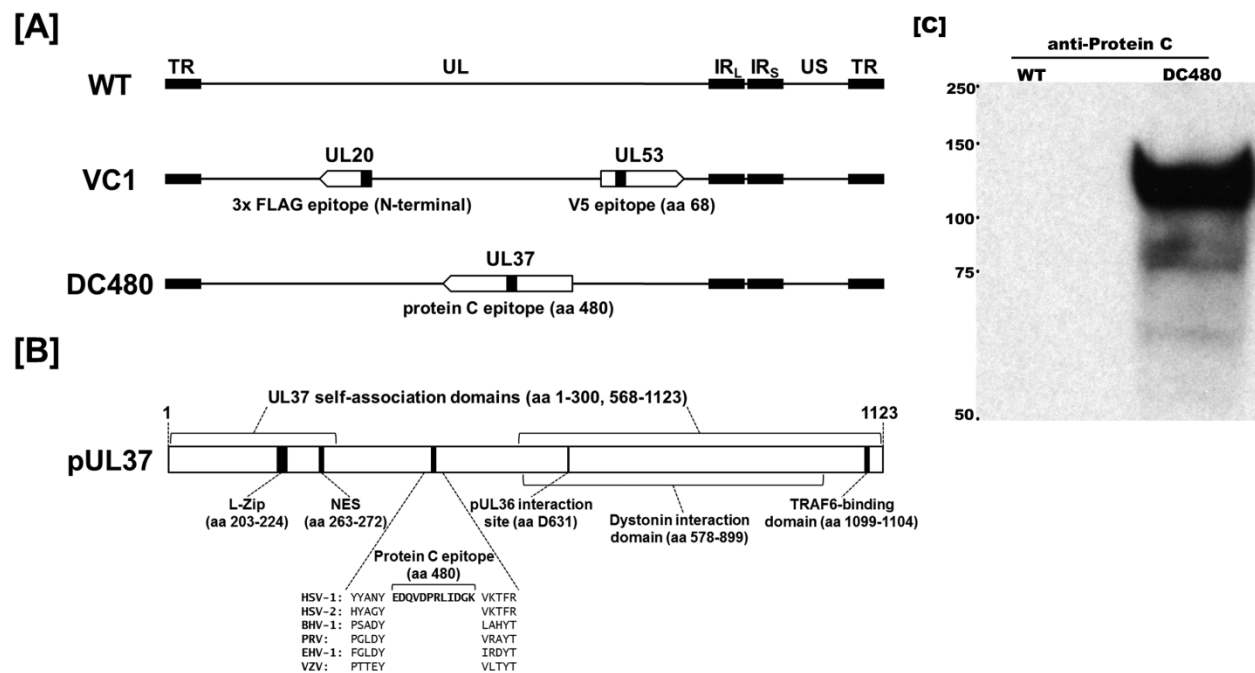 [A]
TR UL IRL IRS US TR
WT
UL20 UL53
VC1
3x FLAG epitope (N-terminal) V5 epitope (aa 68)
UL37
DC480
protein C epitope (aa 480)
[B]
UL37 self-association domains (aa 1-300, 568-1123)
1 1123
pUL37
L-Zip
(aa 203-224)
NES
(aa 263-272)
pUL36 interaction
site (aa D631)
Dystonin interaction
domain (aa 578-899)
TRAF6-binding
domain (aa 1099-1104)
Protein C epitope
(aa 480)
HSV-1: YYANY EDQVDPRLIDGK VKTFR
HSV-2: HYAGY VKTFR
BHV-1: PSADY LAHYT
PRV: PGLDY VRAYT
EHV-1: FGLDY IRDYT
VZV: PTTEY VLTYT
[C]
anti-Protein C
WT DC480
250
150
100
75
50